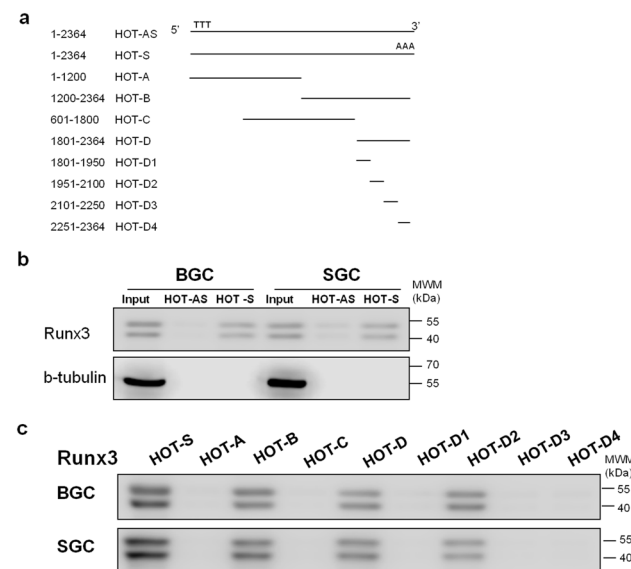 a
1-2364 HOT-AS 5' TTT 3'
1-2364 HOT-S AAA
1-1200 HOT-A
1200-2364 HOT-B
601-1800 HOT-C
1801-2364 HOT-D
1801-1950 HOT-D1
1951-2100 HOT-D2
2101-2250 HOT-D3
2251-2364 HOT-D4
b
BGC SGC
MWM
(kDa)
Input HOT-AS HOT -S Input HOT-AS HOT-S
Runx3
55
40
b-tubulin
70
55
c
Runx3 HOT-S HOT-A HOT-B HOT-C HOT-D HOT-D1 HOT-D2 HOT-D3 HOT-D4
MWM
(kDa)
BGC
55
40
SGC
55
40